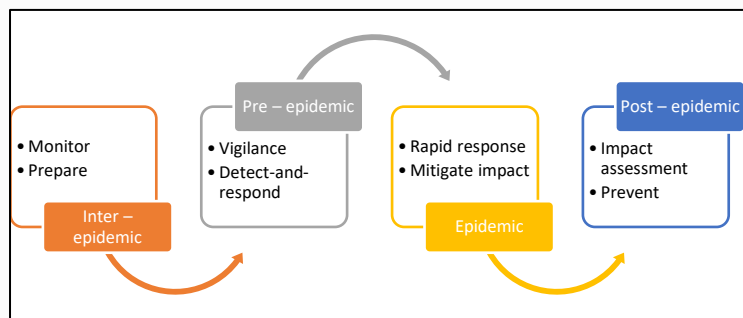 • Monitor
• Prepare
Inter –
epidemic
Pre – epidemic
• Vigilance
• Detect-and-
respond
• Rapid response
• Mitigate impact
Epidemic
Post – epidemic
• Impact
assessment
• Prevent